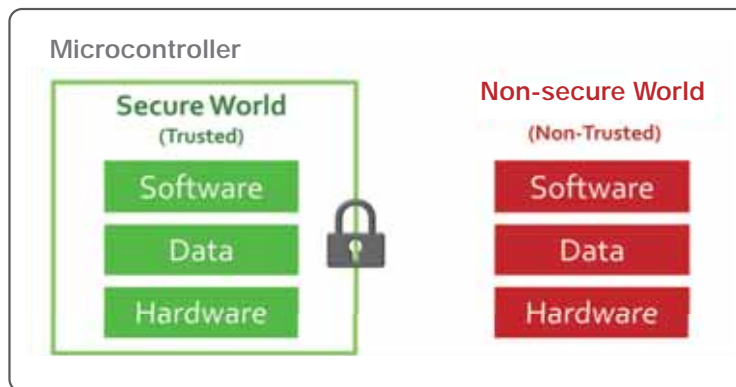 Microcontroller
Secure World
(Trusted)
Software
Data
Hardware
Non-secure World
(Non-Trusted)
Software
Data
Hardware